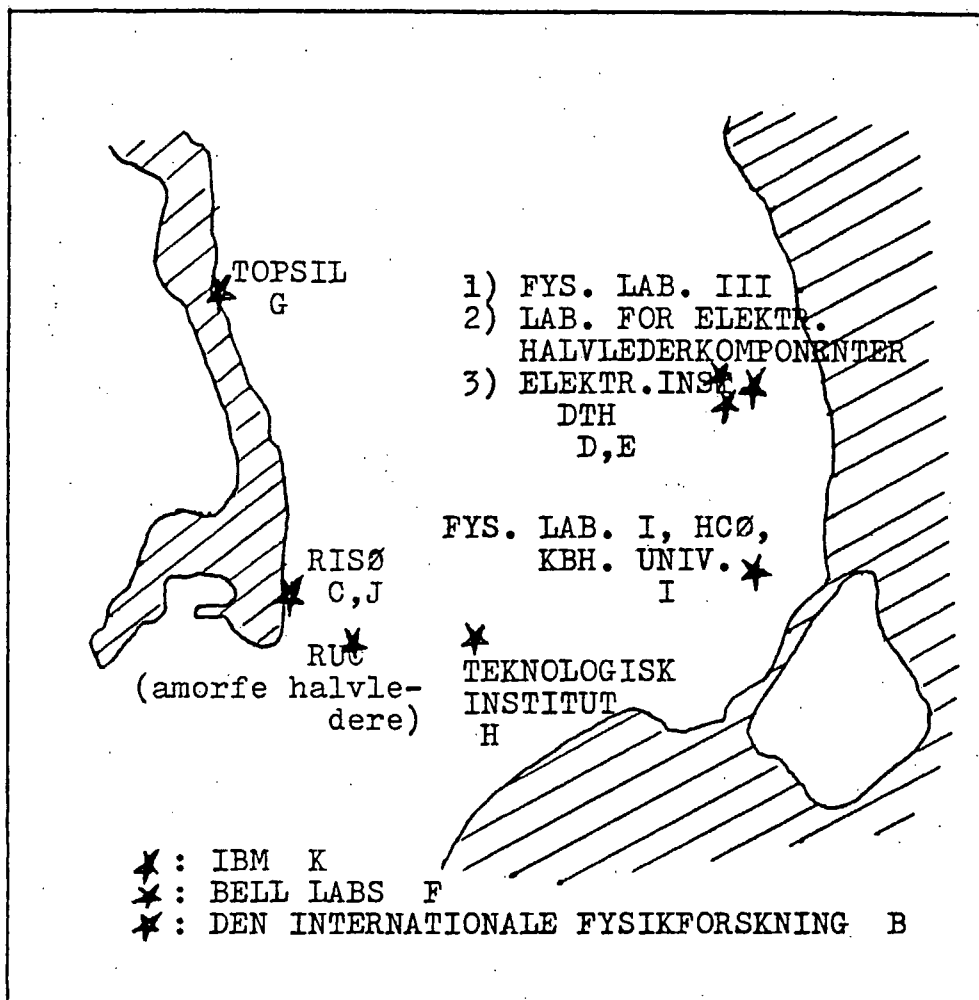 TOPSIL
G
1) FYS. LAB. III
2) LAB. FOR ELEKTR.
HALVLEDERKOMPONENTER
3) ELEKTR.INST.
DTH
D,E
FYS. LAB. I, HCØ,
KBH. UNIV.
I
RISØ
C,J
RUC
(amorfe halvle-
dere)
TEKNOLOGISK
INSTITUT
H
: IBM K
: BELL LABS F
: DEN INTERNATIONALE FYSIKFORSKNING B